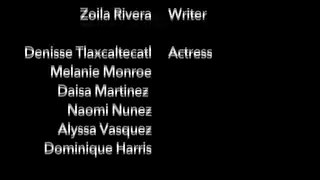 Zoila Rivera Writer
Denisse Tlaxcaltecatl Actress
Melanie Monroe
Daisa Martinez
Naomi Nunez
Alyssa Vasquez
Dominique Harris